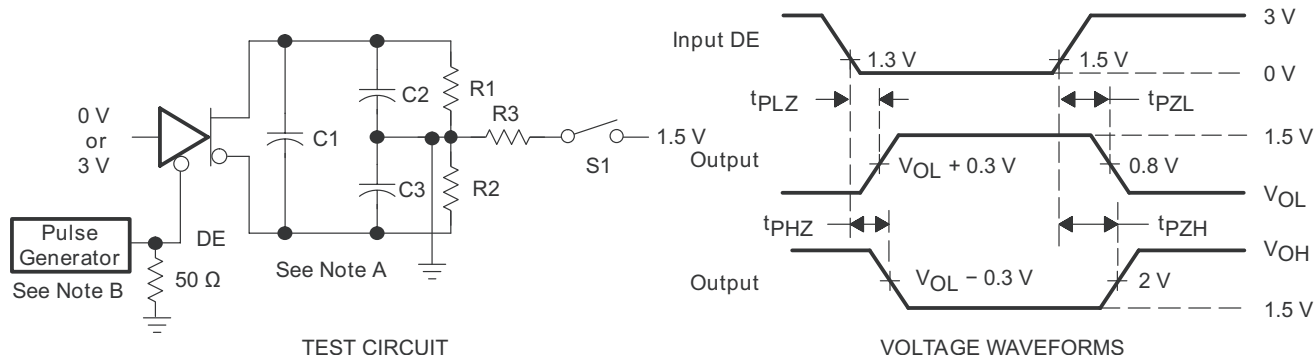 0 V
or
3 V
Pulse
Generator
See Note B
50 Ω
DE
C1
C2
C3
R1
R2
R3
S1
1.5 V
See Note A
TEST CIRCUIT
Input DE
3 V
1.3 V
1.5 V
0 V
tPLZ
tPZL
1.5 V
Output
VOL + 0.3 V
0.8 V
VOL
tPHZ
tPZH
VOH
Output
VOL − 0.3 V
2 V
1.5 V
VOLTAGE WAVEFORMS